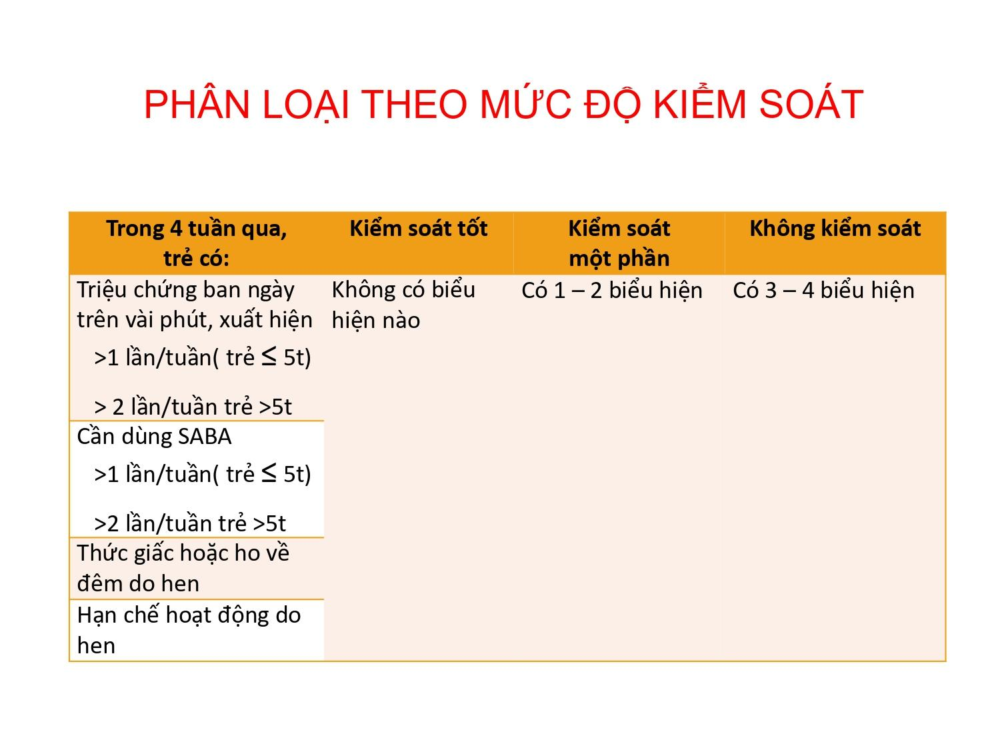 PHÂN LOẠI THEO MỨC ĐỘ KIỂM SOÁT
Trong 4 tuần qua,
trẻ có:
Kiểm soát tốt
Kiểm soát
một phần
Không kiểm soát
Triệu chứng ban ngày
trên vài phút, xuất hiện
>1 lần/tuần( trẻ ≤ 5t)
> 2 lần/tuần trẻ >5t
Không có biểu
hiện nào
Có 1 – 2 biểu hiện
Có 3 – 4 biểu hiện
Cần dùng SABA
>1 lần/tuần( trẻ ≤ 5t)
>2 lần/tuần trẻ >5t
Thức giấc hoặc ho về
đêm do hen
Hạn chế hoạt động do
hen